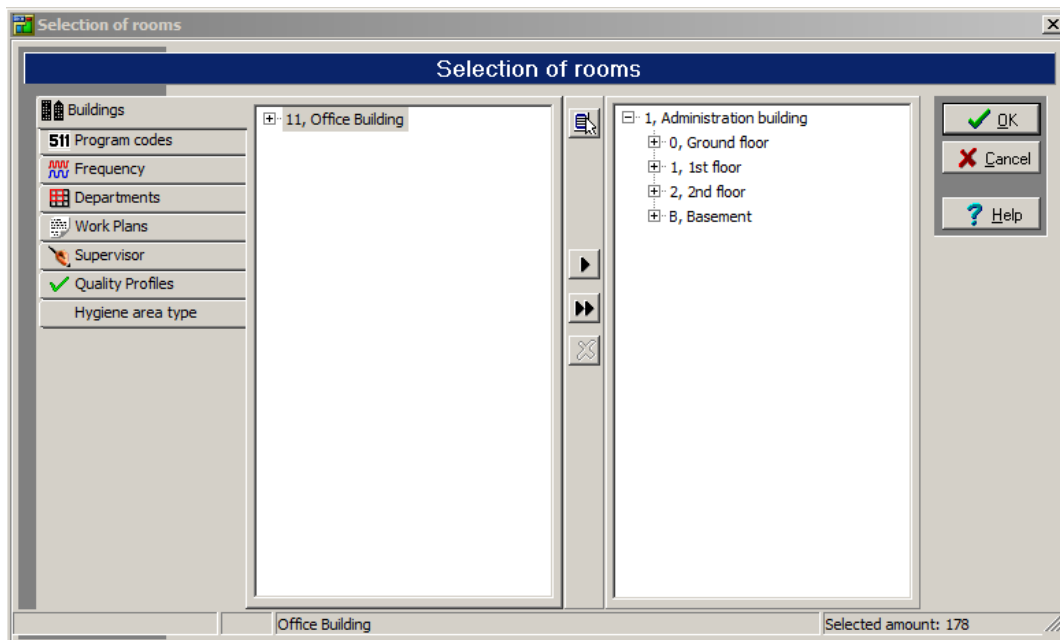 Selection of rooms
Selection of rooms
Buildings
511 Program codes
Frequency
Departments
Work Plans
Supervisor
Quality Profiles
Hygiene area type
11, Office Building
1, Administration building
0, Ground floor
1, 1st floor
2, 2nd floor
B, Basement
OK
Cancel
Help
Office Building
Selected amount: 178